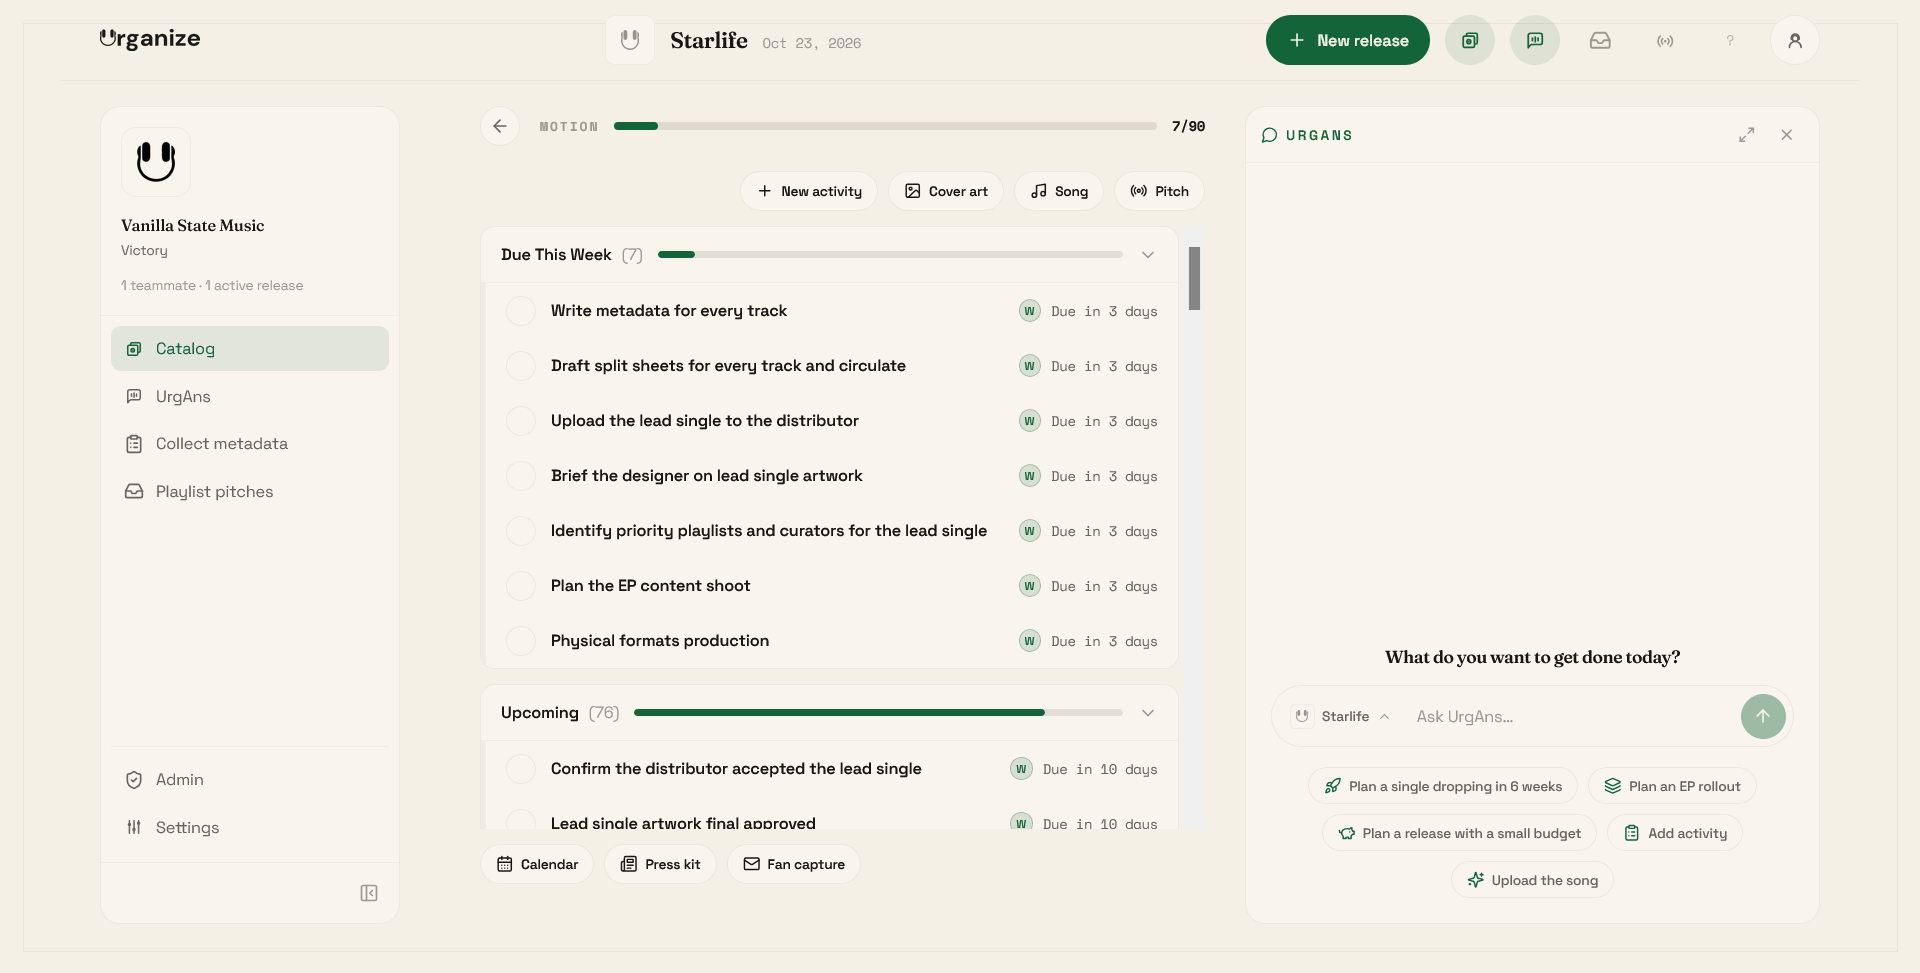 Urganize
Starlife Oct 23, 2026
New release
?
Vanilla State Music
Victory
1 teammate · 1 active release
Catalog
UrgAns
Collect metadata
Playlist pitches
Admin
Settings
MOTION 7/90
New activity
Cover art
Song
Pitch
Due This Week (7)
Write metadata for every track W Due in 3 days
Draft split sheets for every track and circulate W Due in 3 days
Upload the lead single to the distributor W Due in 3 days
Brief the designer on lead single artwork W Due in 3 days
Identify priority playlists and curators for the lead single W Due in 3 days
Plan the EP content shoot W Due in 3 days
Physical formats production W Due in 3 days
Upcoming (76)
Confirm the distributor accepted the lead single W Due in 10 days
Lead single artwork final approved W Due in 10 days
Calendar
Press kit
Fan capture
URGANS
What do you want to get done today?
Starlife Ask UrgAns...
Plan a single dropping in 6 weeks
Plan an EP rollout
Plan a release with a small budget
Add activity
Upload the song